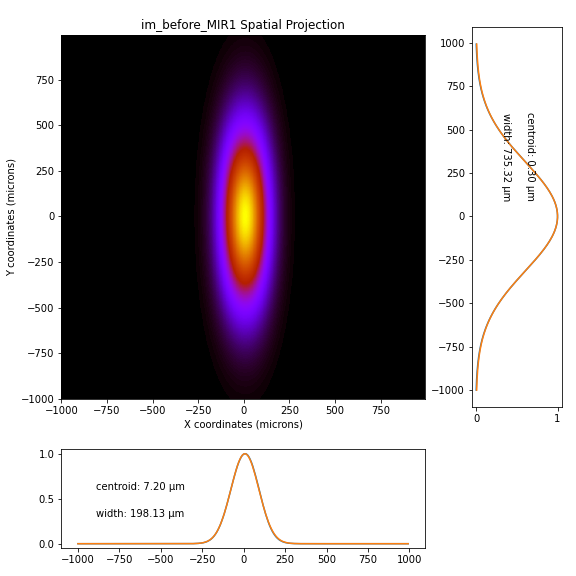 im_before_MIR1 Spatial Projection
Y coordinates (microns)
750
500
250
0
−250
−500
−750
−1000
−1000 −750 −500 −250 0 250 500 750
X coordinates (microns)
1000
750
500
250
0
−250
−500
−750
−1000
0 1
centroid: 0.30 μm
width: 735.32 μm
1.0
0.5
0.0
centroid: 7.20 μm
width: 198.13 μm
−1000 −750 −500 −250 0 250 500 750 1000